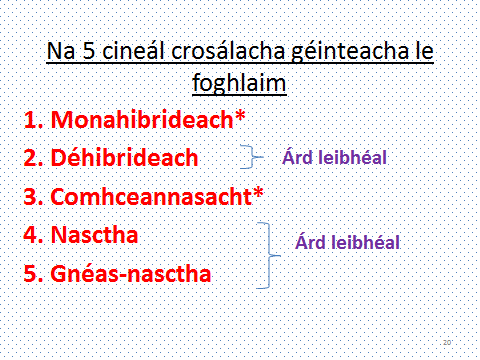 Na 5 cineál crosálacha géinteacha le
foghlaim
1. Monahibrideach*
2. Déhibrideach
Árd leibhéal
3. Comhceannasacht*
4. Nasctha
Árd leibhéal
5. Gnéas-nasctha
20